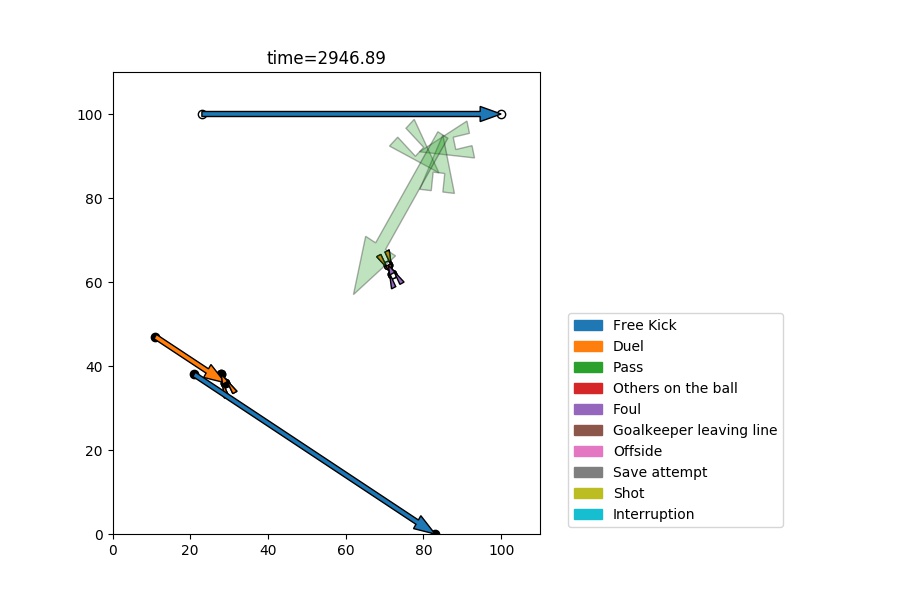 time=2946.89
100
80
60
40
20
0
0 20 40 60 80 100
Free Kick
Duel
Pass
Others on the ball
Foul
Goalkeeper leaving line
Offside
Save attempt
Shot
Interruption